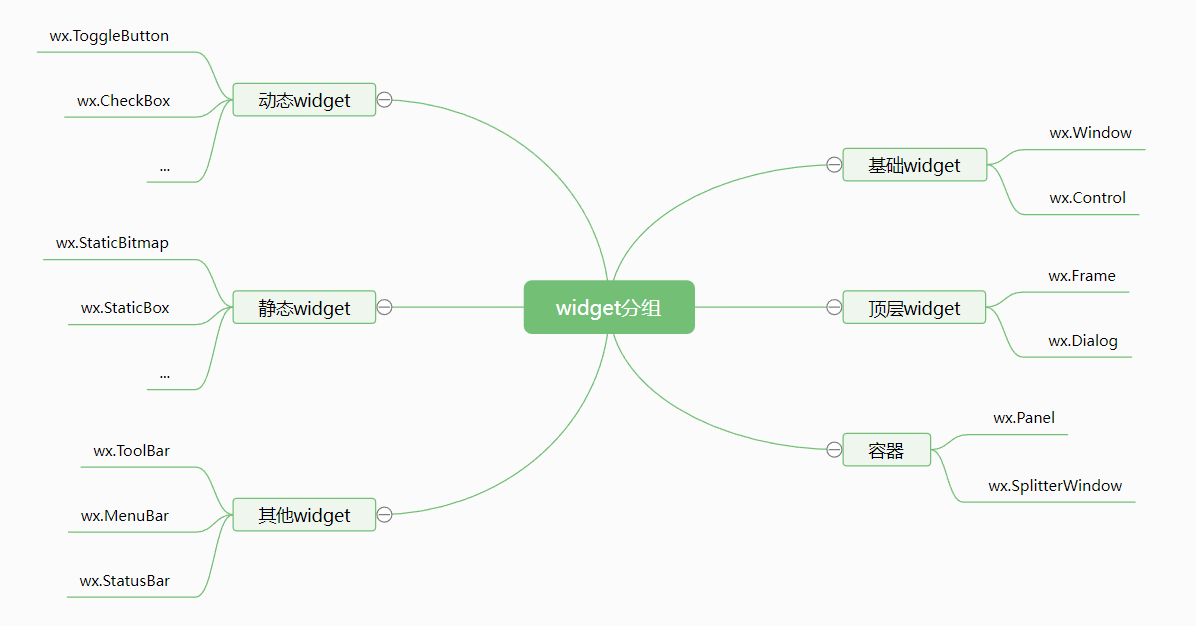 widget分组
基础widget
wx.Window
wx.Control
顶层widget
wx.Frame
wx.Dialog
容器
wx.Panel
wx.SplitterWindow
动态widget
wx.ToggleButton
wx.CheckBox
...
静态widget
wx.StaticBitmap
wx.StaticBox
...
其他widget
wx.ToolBar
wx.MenuBar
wx.StatusBar